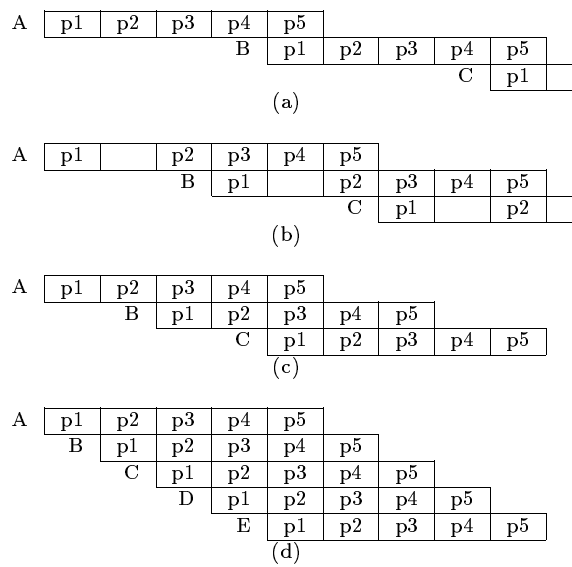 A p1 p2 p3 p4 p5
B p1 p2 p3 p4 p5
C p1
(a)
A p1 p2 p3 p4 p5
B p1 p2 p3 p4 p5
C p1 p2
(b)
A p1 p2 p3 p4 p5
B p1 p2 p3 p4 p5
C p1 p2 p3 p4 p5
(c)
A p1 p2 p3 p4 p5
B p1 p2 p3 p4 p5
C p1 p2 p3 p4 p5
D p1 p2 p3 p4 p5
E p1 p2 p3 p4 p5
(d)